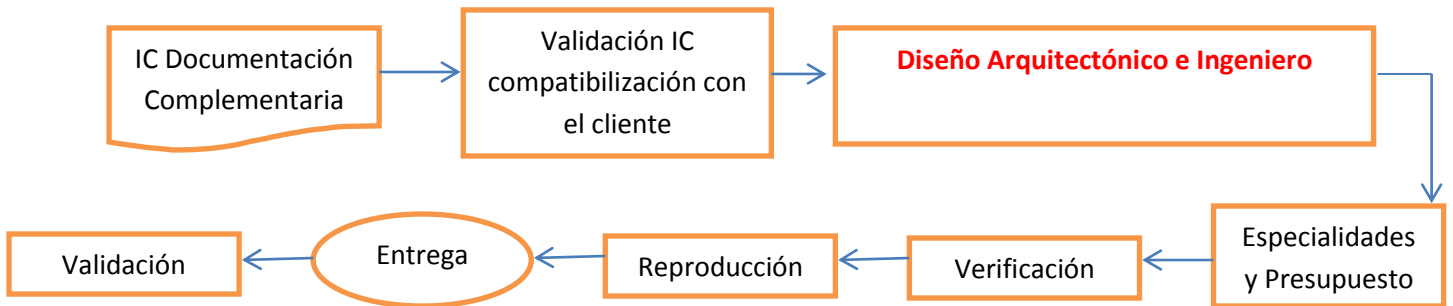 IC Documentación
Complementaria
Validación IC
compatibilización con
el cliente
Diseño Arquitectónico e Ingeniero
Especialidades
y Presupuesto
Verificación
Reproducción
Entrega
Validación